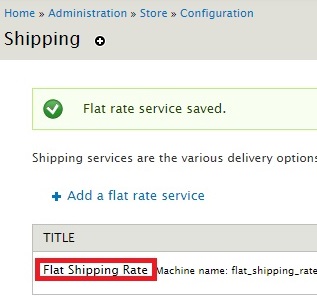 Home » Administration » Store » Configuration
Shipping
Flat rate service saved.
Shipping services are the various delivery options
Add a flat rate service
TITLE
Flat Shipping Rate Machine name: flat_shipping_rate